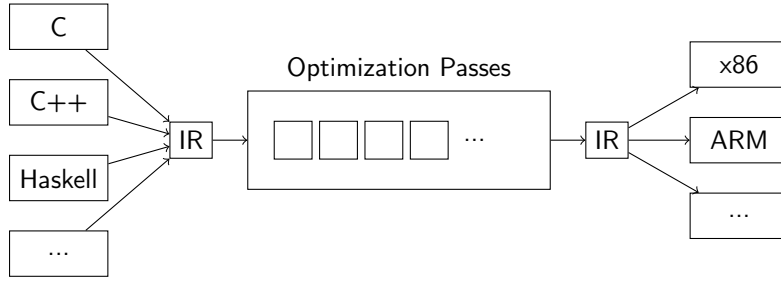 C
C++
Haskell
...
IR
Optimization Passes
...
IR
x86
ARM
...